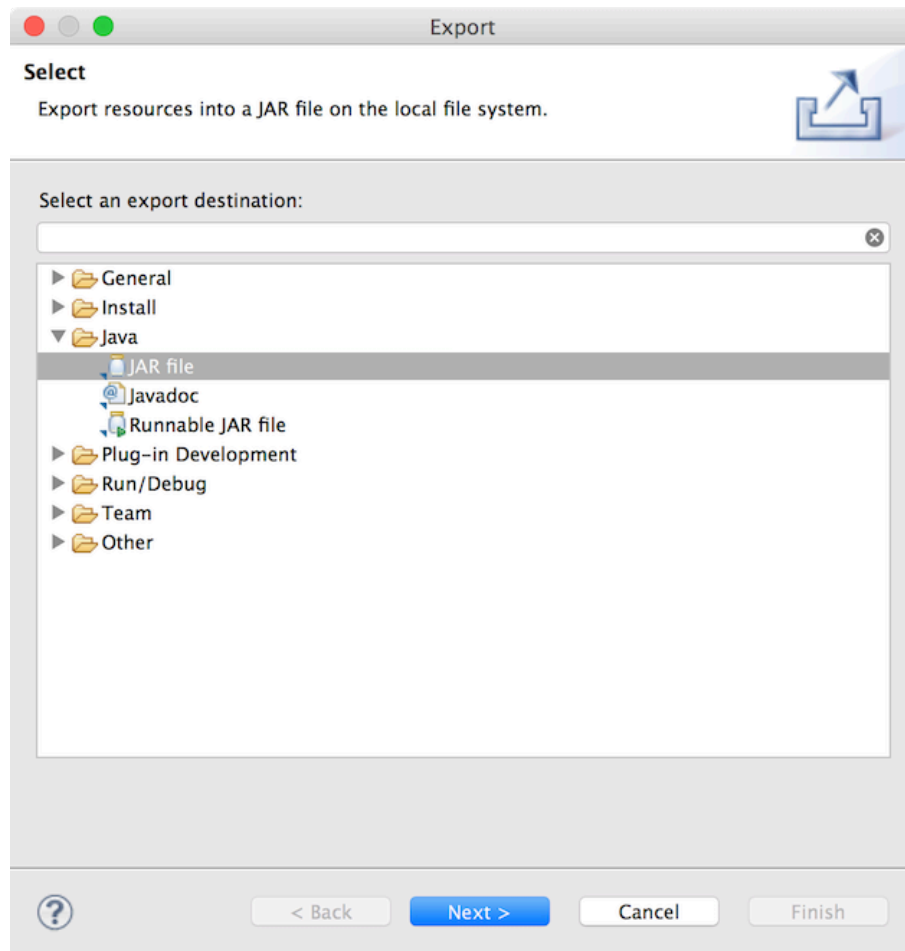 Export
Select
Export resources into a JAR file on the local file system.
Select an export destination:
General
Install
Java
JAR file
Javadoc
Runnable JAR file
Plug-in Development
Run/Debug
Team
Other
? < Back Next > Cancel Finish